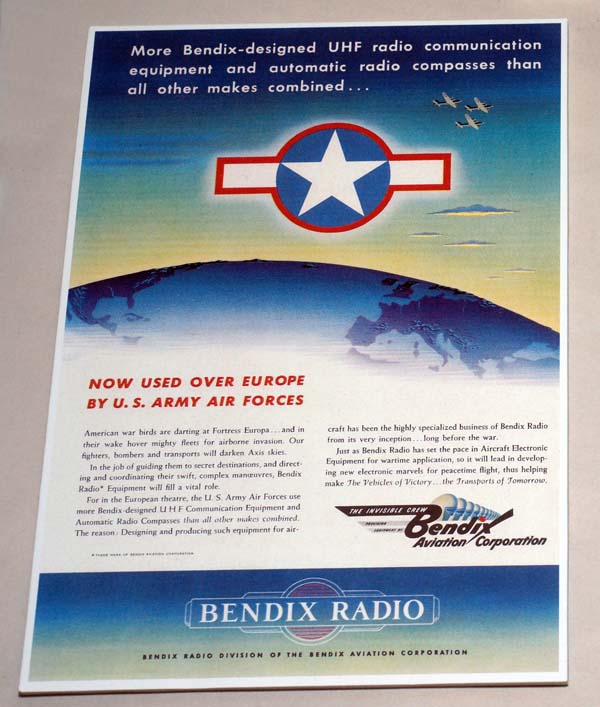 More Bendix-designed UHF radio communication
equipment and automatic radio compasses than
all other makes combined...
NOW USED OVER EUROPE
BY U. S. ARMY AIR FORCES
American war birds are darting at Fortress Europa...and in
their wake hover mighty fleets for airborne invasion. Our
fighters, bombers and transports will darken Axis skies.
In the job of guiding them to secret destinations, and direct-
ing and coordinating their swift, complex manœuvres, Bendix
Radio* Equipment will fill a vital role.
For in the European theatre, the U. S. Army Air Forces use
more Bendix-designed U H F Communication Equipment and
Automatic Radio Compasses than all other makes combined.
The reason: Designing and producing such equipment for air-
craft has been the highly specialized business of Bendix Radio
from its very inception...long before the war.
Just as Bendix Radio has set the pace in Aircraft Electronic
Equipment for wartime application, so it will lead in develop-
ing new electronic marvels for peacetime flight, thus helping
make The Vehicles of Victory...the Transports of Tomorrow.
* TRADE MARK OF BENDIX AVIATION CORPORATION
THE INVISIBLE CREW
PRECISION
EQUIPMENT BY
Bendix
Aviation Corporation
BENDIX RADIO
BENDIX RADIO DIVISION OF THE BENDIX AVIATION CORPORATION